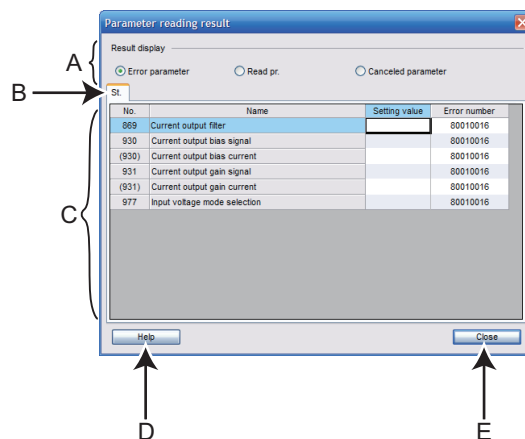 Parameter reading result
A
Result display
Error parameter Read pr. Canceled parameter
B
St.
No. Name Setting value Error number
869 Current output filter 80010016
930 Current output bias signal 80010016
(930) Current output bias current 80010016
931 Current output gain signal 80010016
(931) Current output gain current 80010016
977 Input voltage mode selection 80010016
C
Help Close
D E